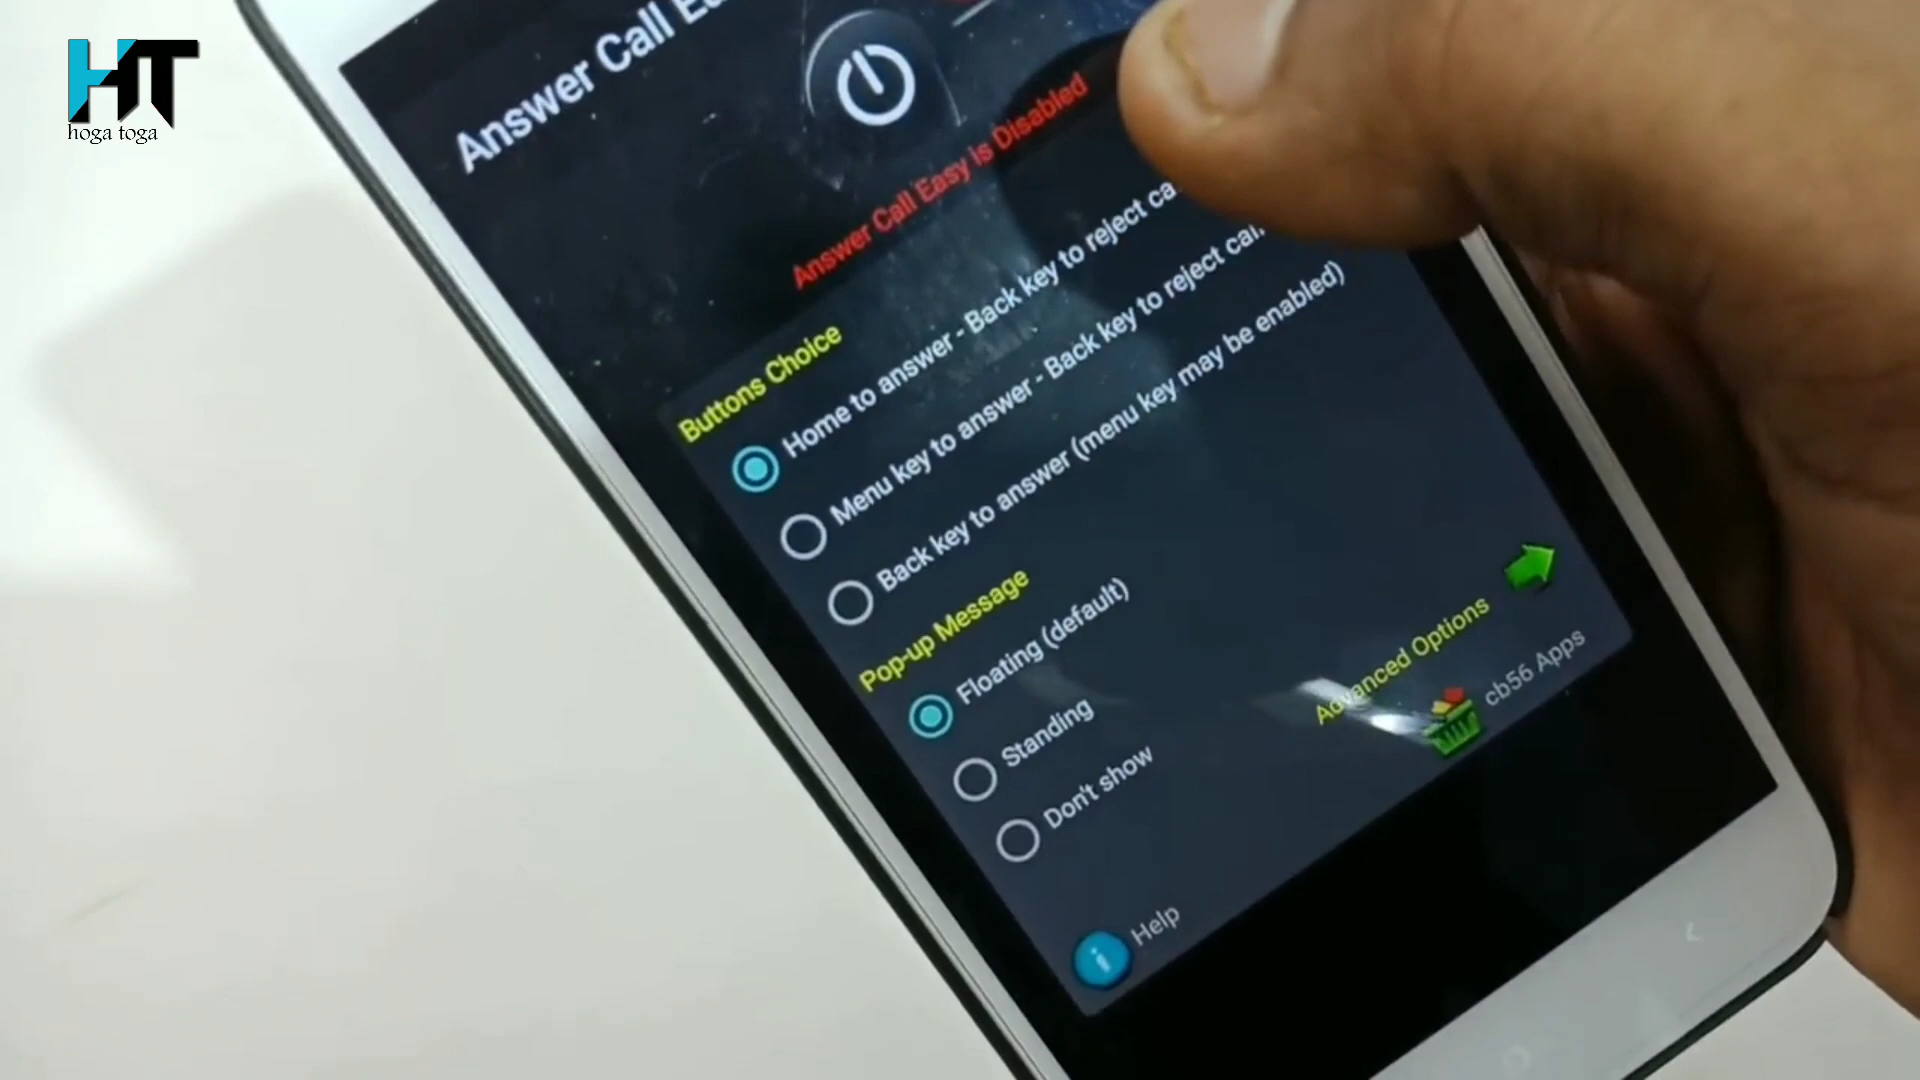 HT
hoga toga
Answer Call
Answer Call Easy is Disabled
Buttons Choice
Home to answer - Back key to reject
Menu key to answer - Back key to reject
Back key to answer (menu key may be enabled)
Pop-up Message
Floating (default)
Standing
Don't show
Advanced Options
cb56 Apps
Help